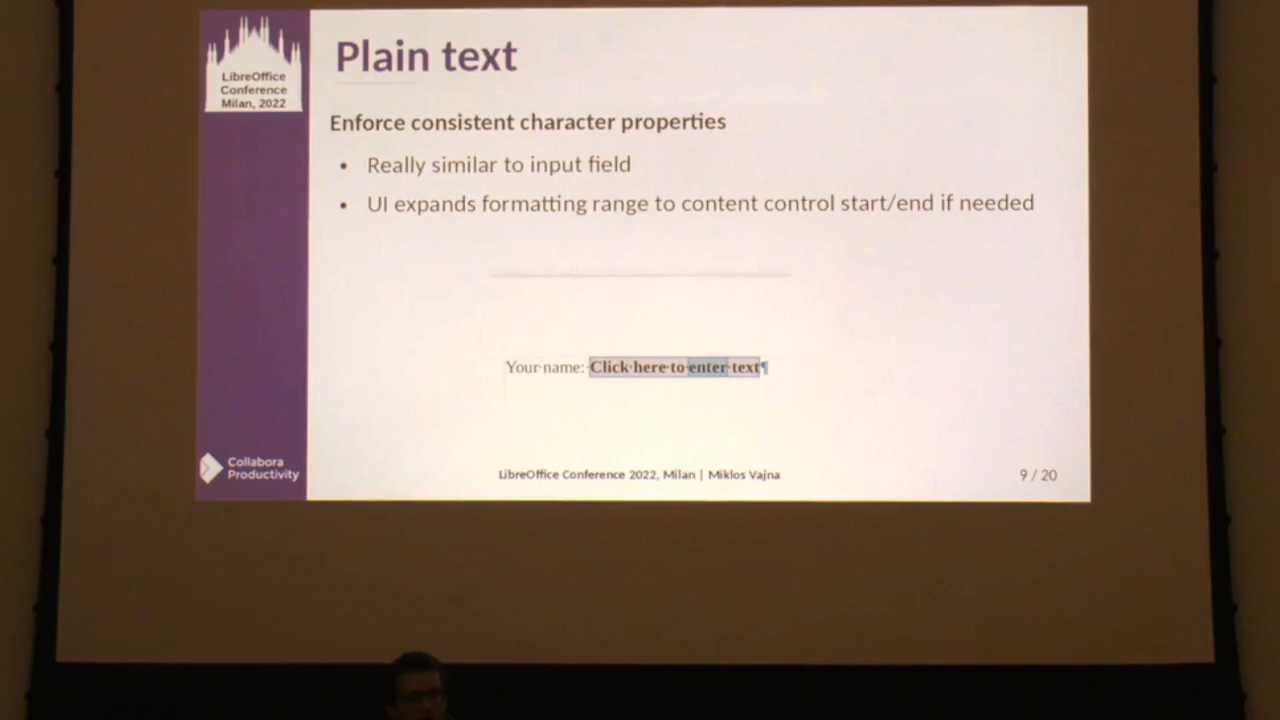 LibreOffice
Conference
Milan, 2022
Plain text
Enforce consistent character properties
• Really similar to input field
• UI expands formatting range to content control start/end if needed
Your·name:·Click·here·to·enter·text¶
Collabora
Productivity
LibreOffice Conference 2022, Milan | Miklos Vajna
9 / 20